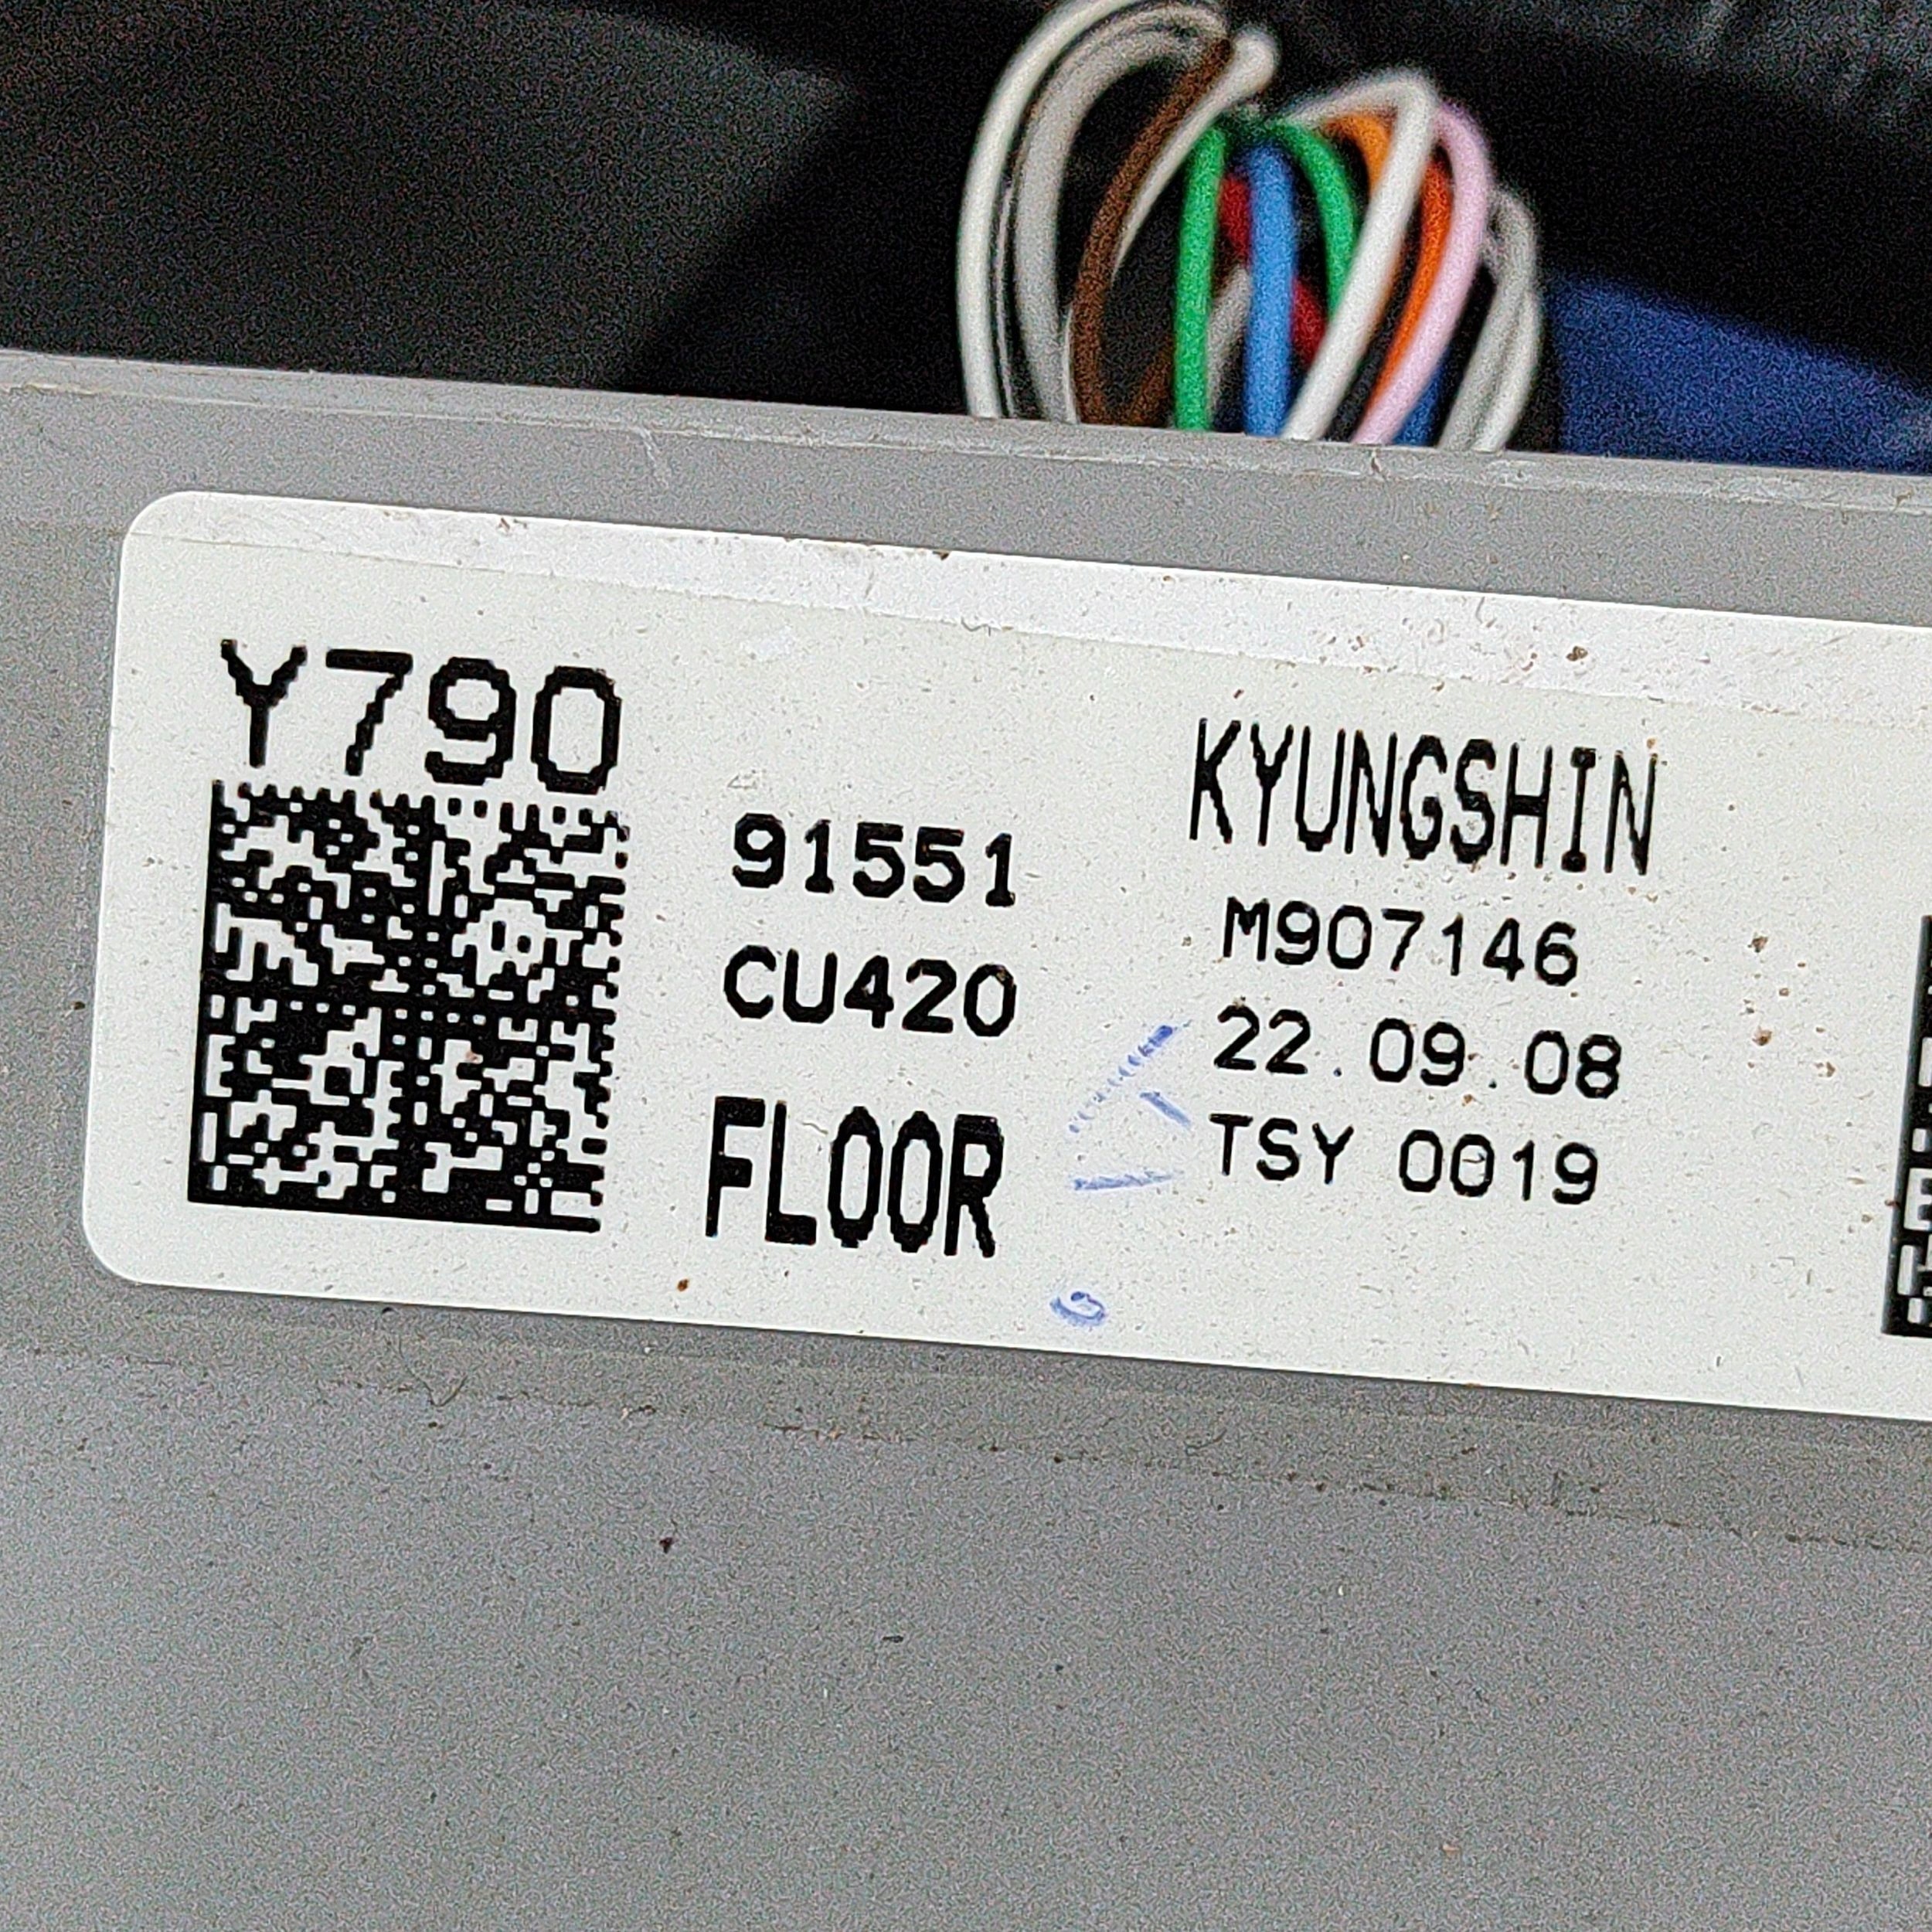 Y790
91551
CU420
FLOOR
KYUNGSHIN
M907146
22.09.08
TSY 0019